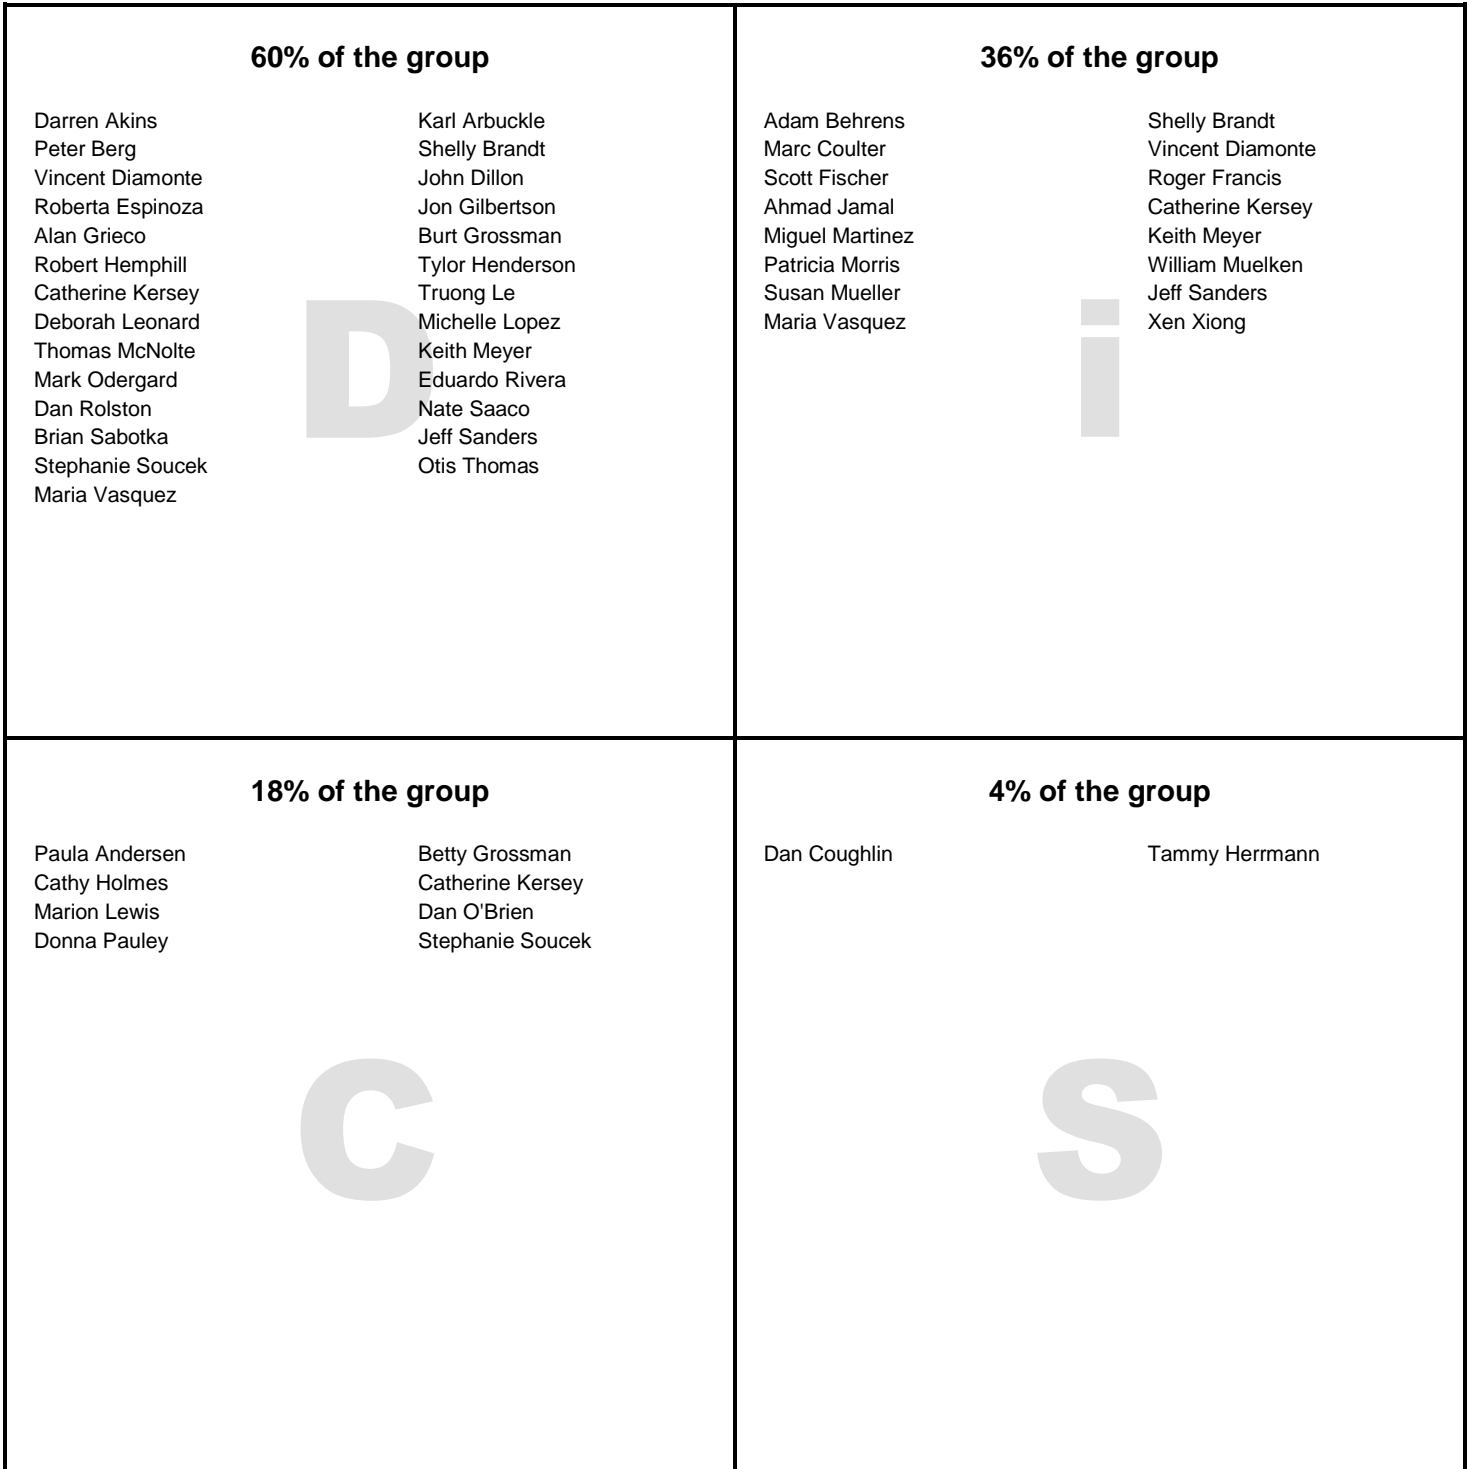 60% of the group
Darren Akins Karl Arbuckle
Peter Berg Shelly Brandt
Vincent Diamonte John Dillon
Roberta Espinoza Jon Gilbertson
Alan Grieco Burt Grossman
Robert Hemphill Tylor Henderson
Catherine Kersey Truong Le
Deborah Leonard Michelle Lopez
Thomas McNolte Keith Meyer
Mark Odergard Eduardo Rivera
Dan Rolston Nate Saaco
Brian Sabotka Jeff Sanders
Stephanie Soucek Otis Thomas
Maria Vasquez
D
36% of the group
Adam Behrens Shelly Brandt
Marc Coulter Vincent Diamonte
Scott Fischer Roger Francis
Ahmad Jamal Catherine Kersey
Miguel Martinez Keith Meyer
Patricia Morris William Muelken
Susan Mueller Jeff Sanders
Maria Vasquez Xen Xiong
i
18% of the group
Paula Andersen Betty Grossman
Cathy Holmes Catherine Kersey
Marion Lewis Dan O'Brien
Donna Pauley Stephanie Soucek
C
4% of the group
Dan Coughlin Tammy Herrmann
S